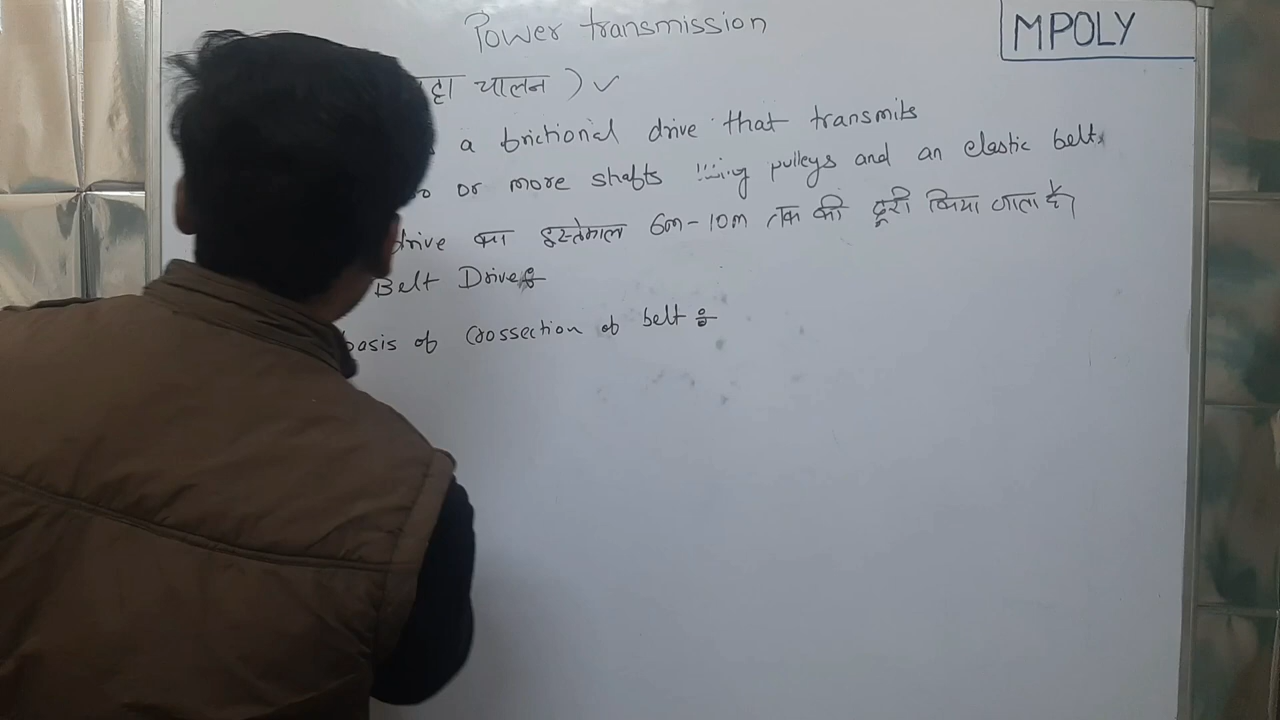 Power transmission
MPOLY
चालन ) ✓
a frictional drive that transmits
or more shafts using pulleys and an elastic belt
drive का इस्तेमाल 6m-10m तक की दूरी किया जाता है।
Belt Drive:
basis of Crossection of belt: